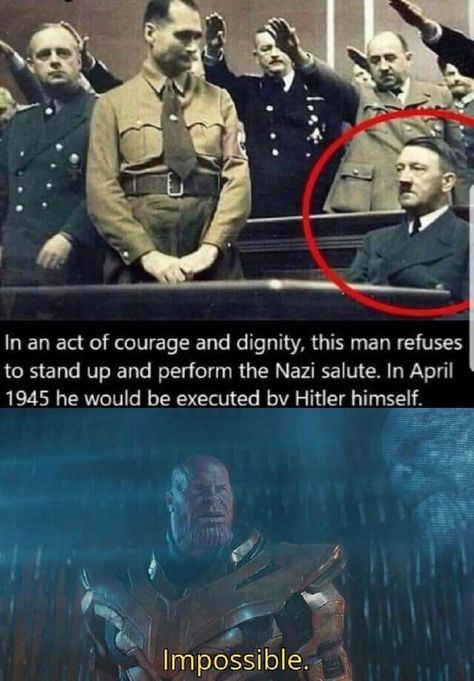 In an act of courage and dignity, this man refuses
to stand up and perform the Nazi salute. In April
1945 he would be executed by Hitler himself.
Impossible.